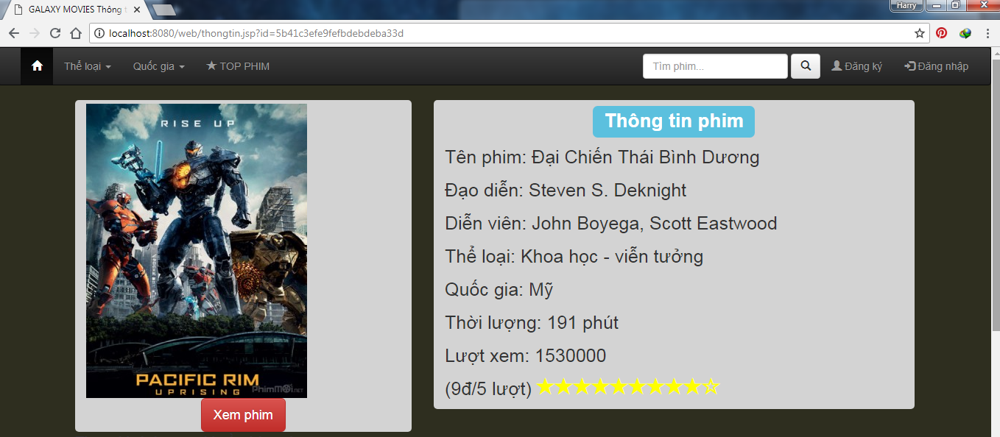 GALAXY MOVIES Thông t
Harry
localhost:8080/web/thongtin.jsp?id=5b41c3efe9fefbdebdeba33d
Thể loại Quốc gia TOP PHIM Tìm phim... Đăng ký Đăng nhập
RISE UP
PACIFIC RIM
UPRISING
PhimMoi.net
Xem phim
Thông tin phim
Tên phim: Đại Chiến Thái Bình Dương
Đạo diễn: Steven S. Deknight
Diễn viên: John Boyega, Scott Eastwood
Thể loại: Khoa học - viễn tưởng
Quốc gia: Mỹ
Thời lượng: 191 phút
Lượt xem: 1530000
(9đ/5 lượt)